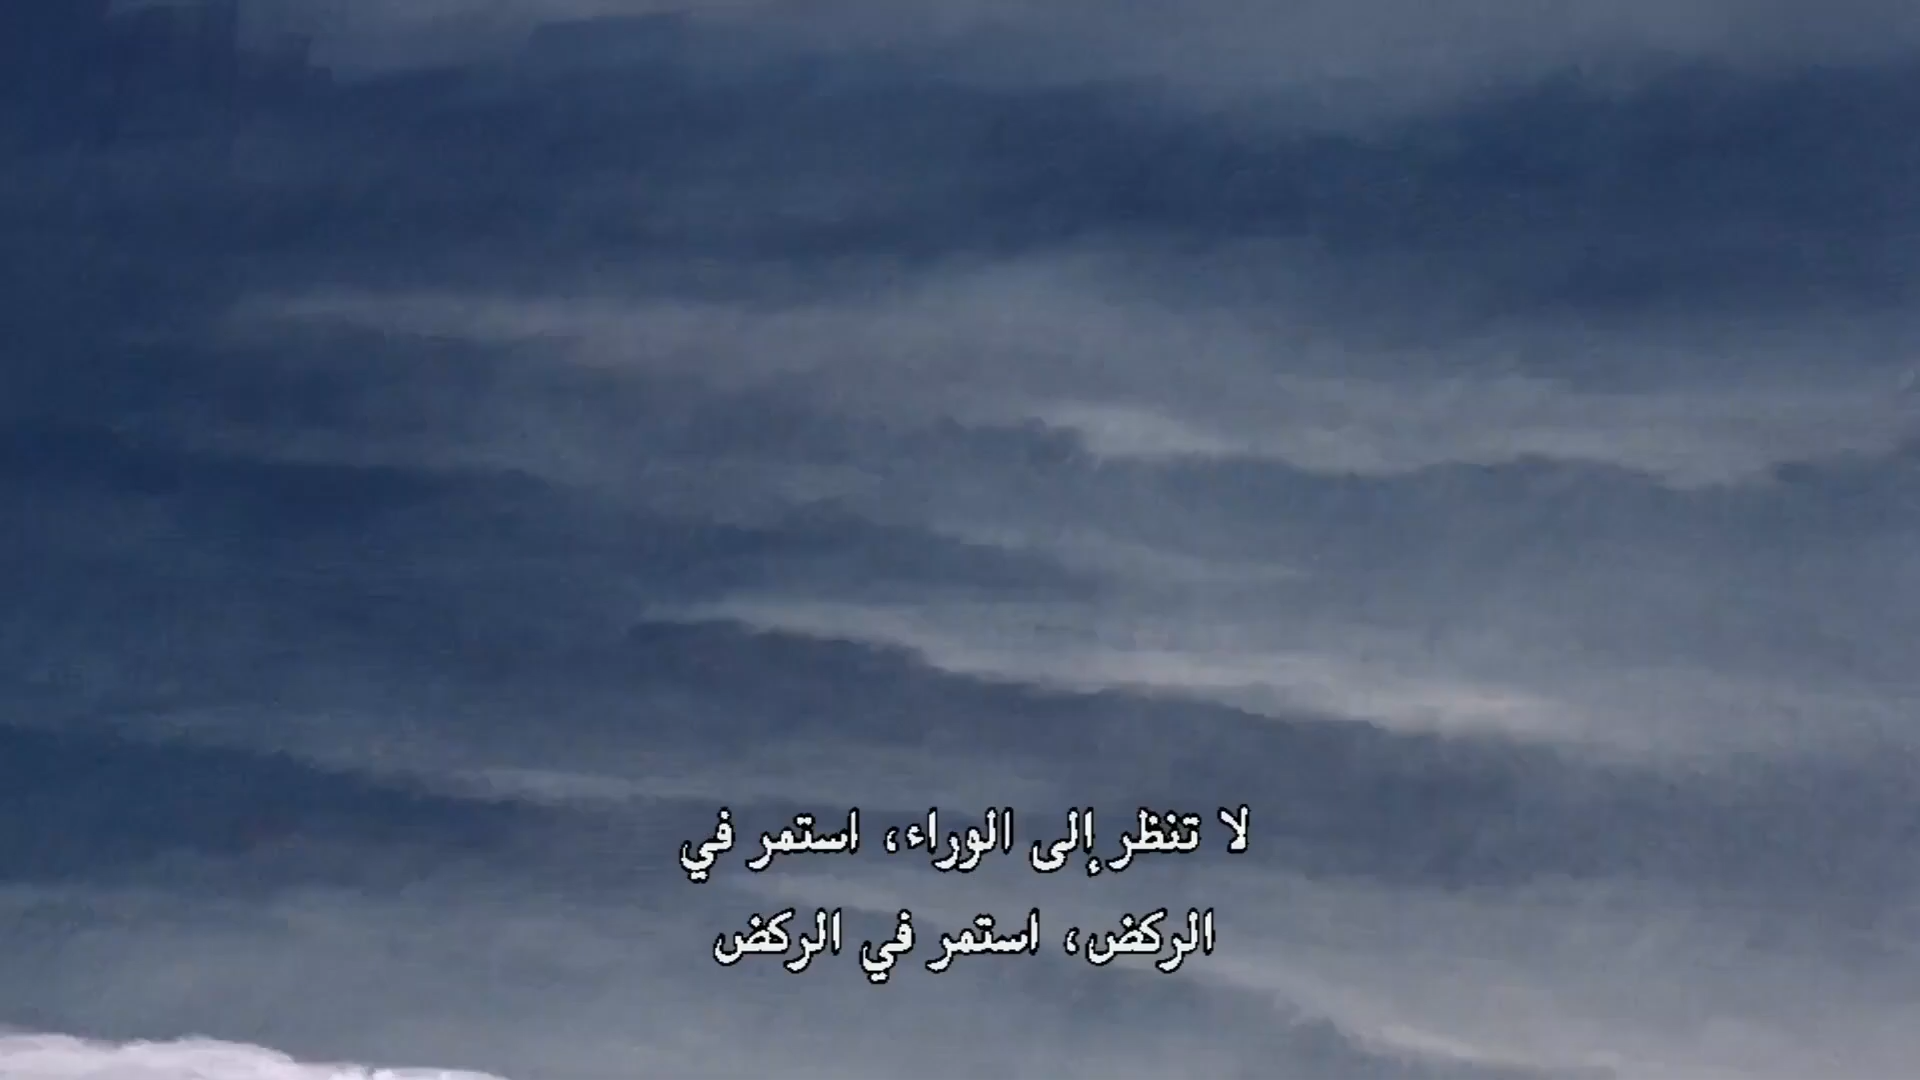 لا تنظر إلى الوراء، استمر في
الركض، استمر في الركض